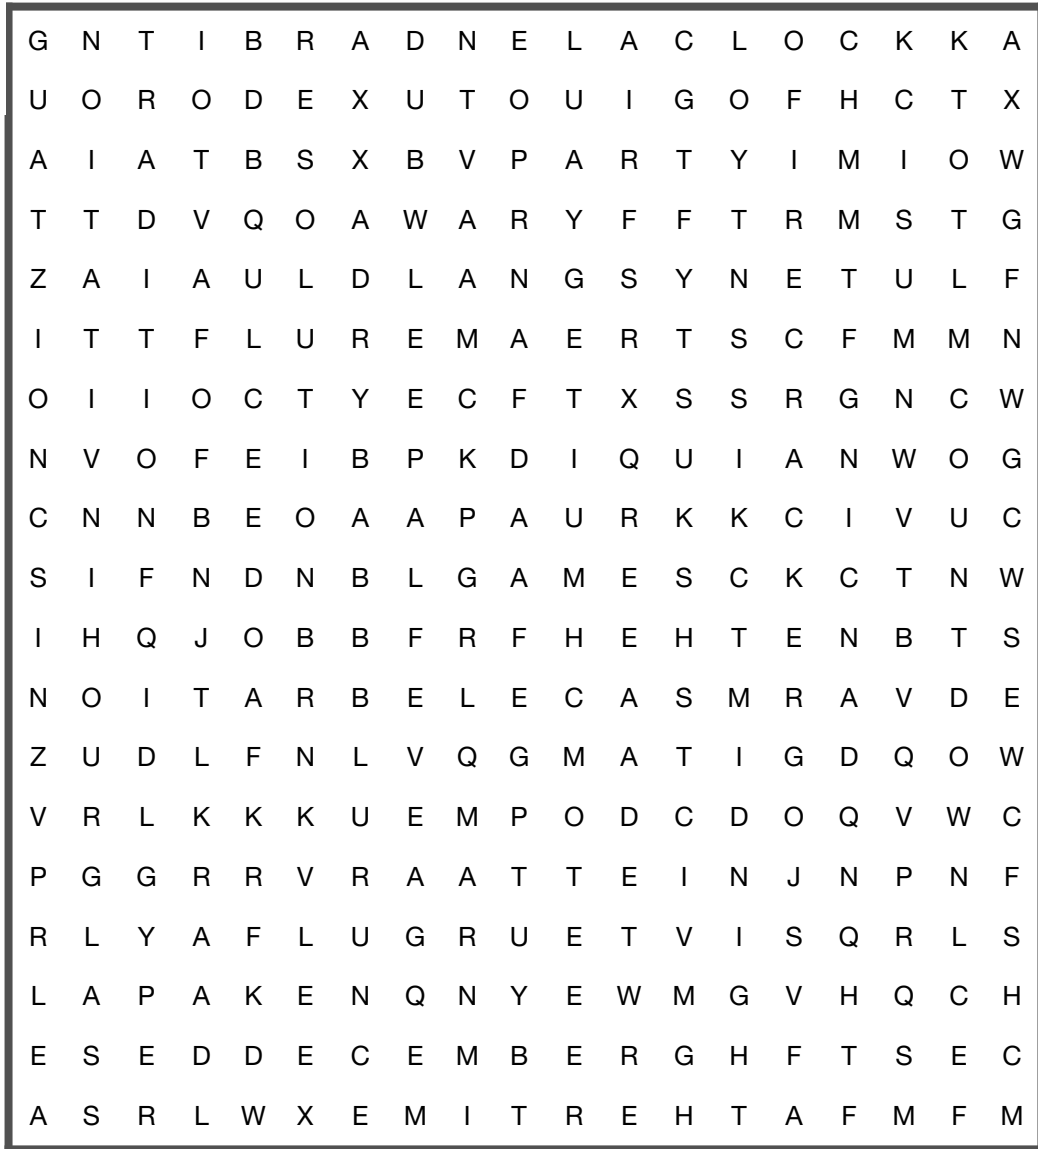 G N T I B R A D N E L A C L O C K K A
U O R O D E X U T O U I G O F H C T X
A I A T B S X B V P A R T Y I M I O W
T T D V Q O A W A R Y F F T R M S T G
Z A I A U L D L A N G S Y N E T U L F
I T T F L U R E M A E R T S C F M M N
O I I O C T Y E C F T X S S R G N C W
N V O F E I B P K D I Q U I A N W O G
C N N B E O A A P A U R K K C I V U C
S I F N D N B L G A M E S C K C T N W
I H Q J O B B F R F H E H T E N B T S
N O I T A R B E L E C A S M R A V D E
Z U D L F N L V Q G M A T I G D Q O W
V R L K K K U E M P O D C D O Q V W C
P G G R R V R A A T T E I N J N P N F
R L Y A F L U G R U E T V I S Q R L S
L A P A K E N Q N Y E W M G V H Q C H
E S E D D E C E M B E R G H F T S E C
A S R L W X E M I T R E H T A F M F M